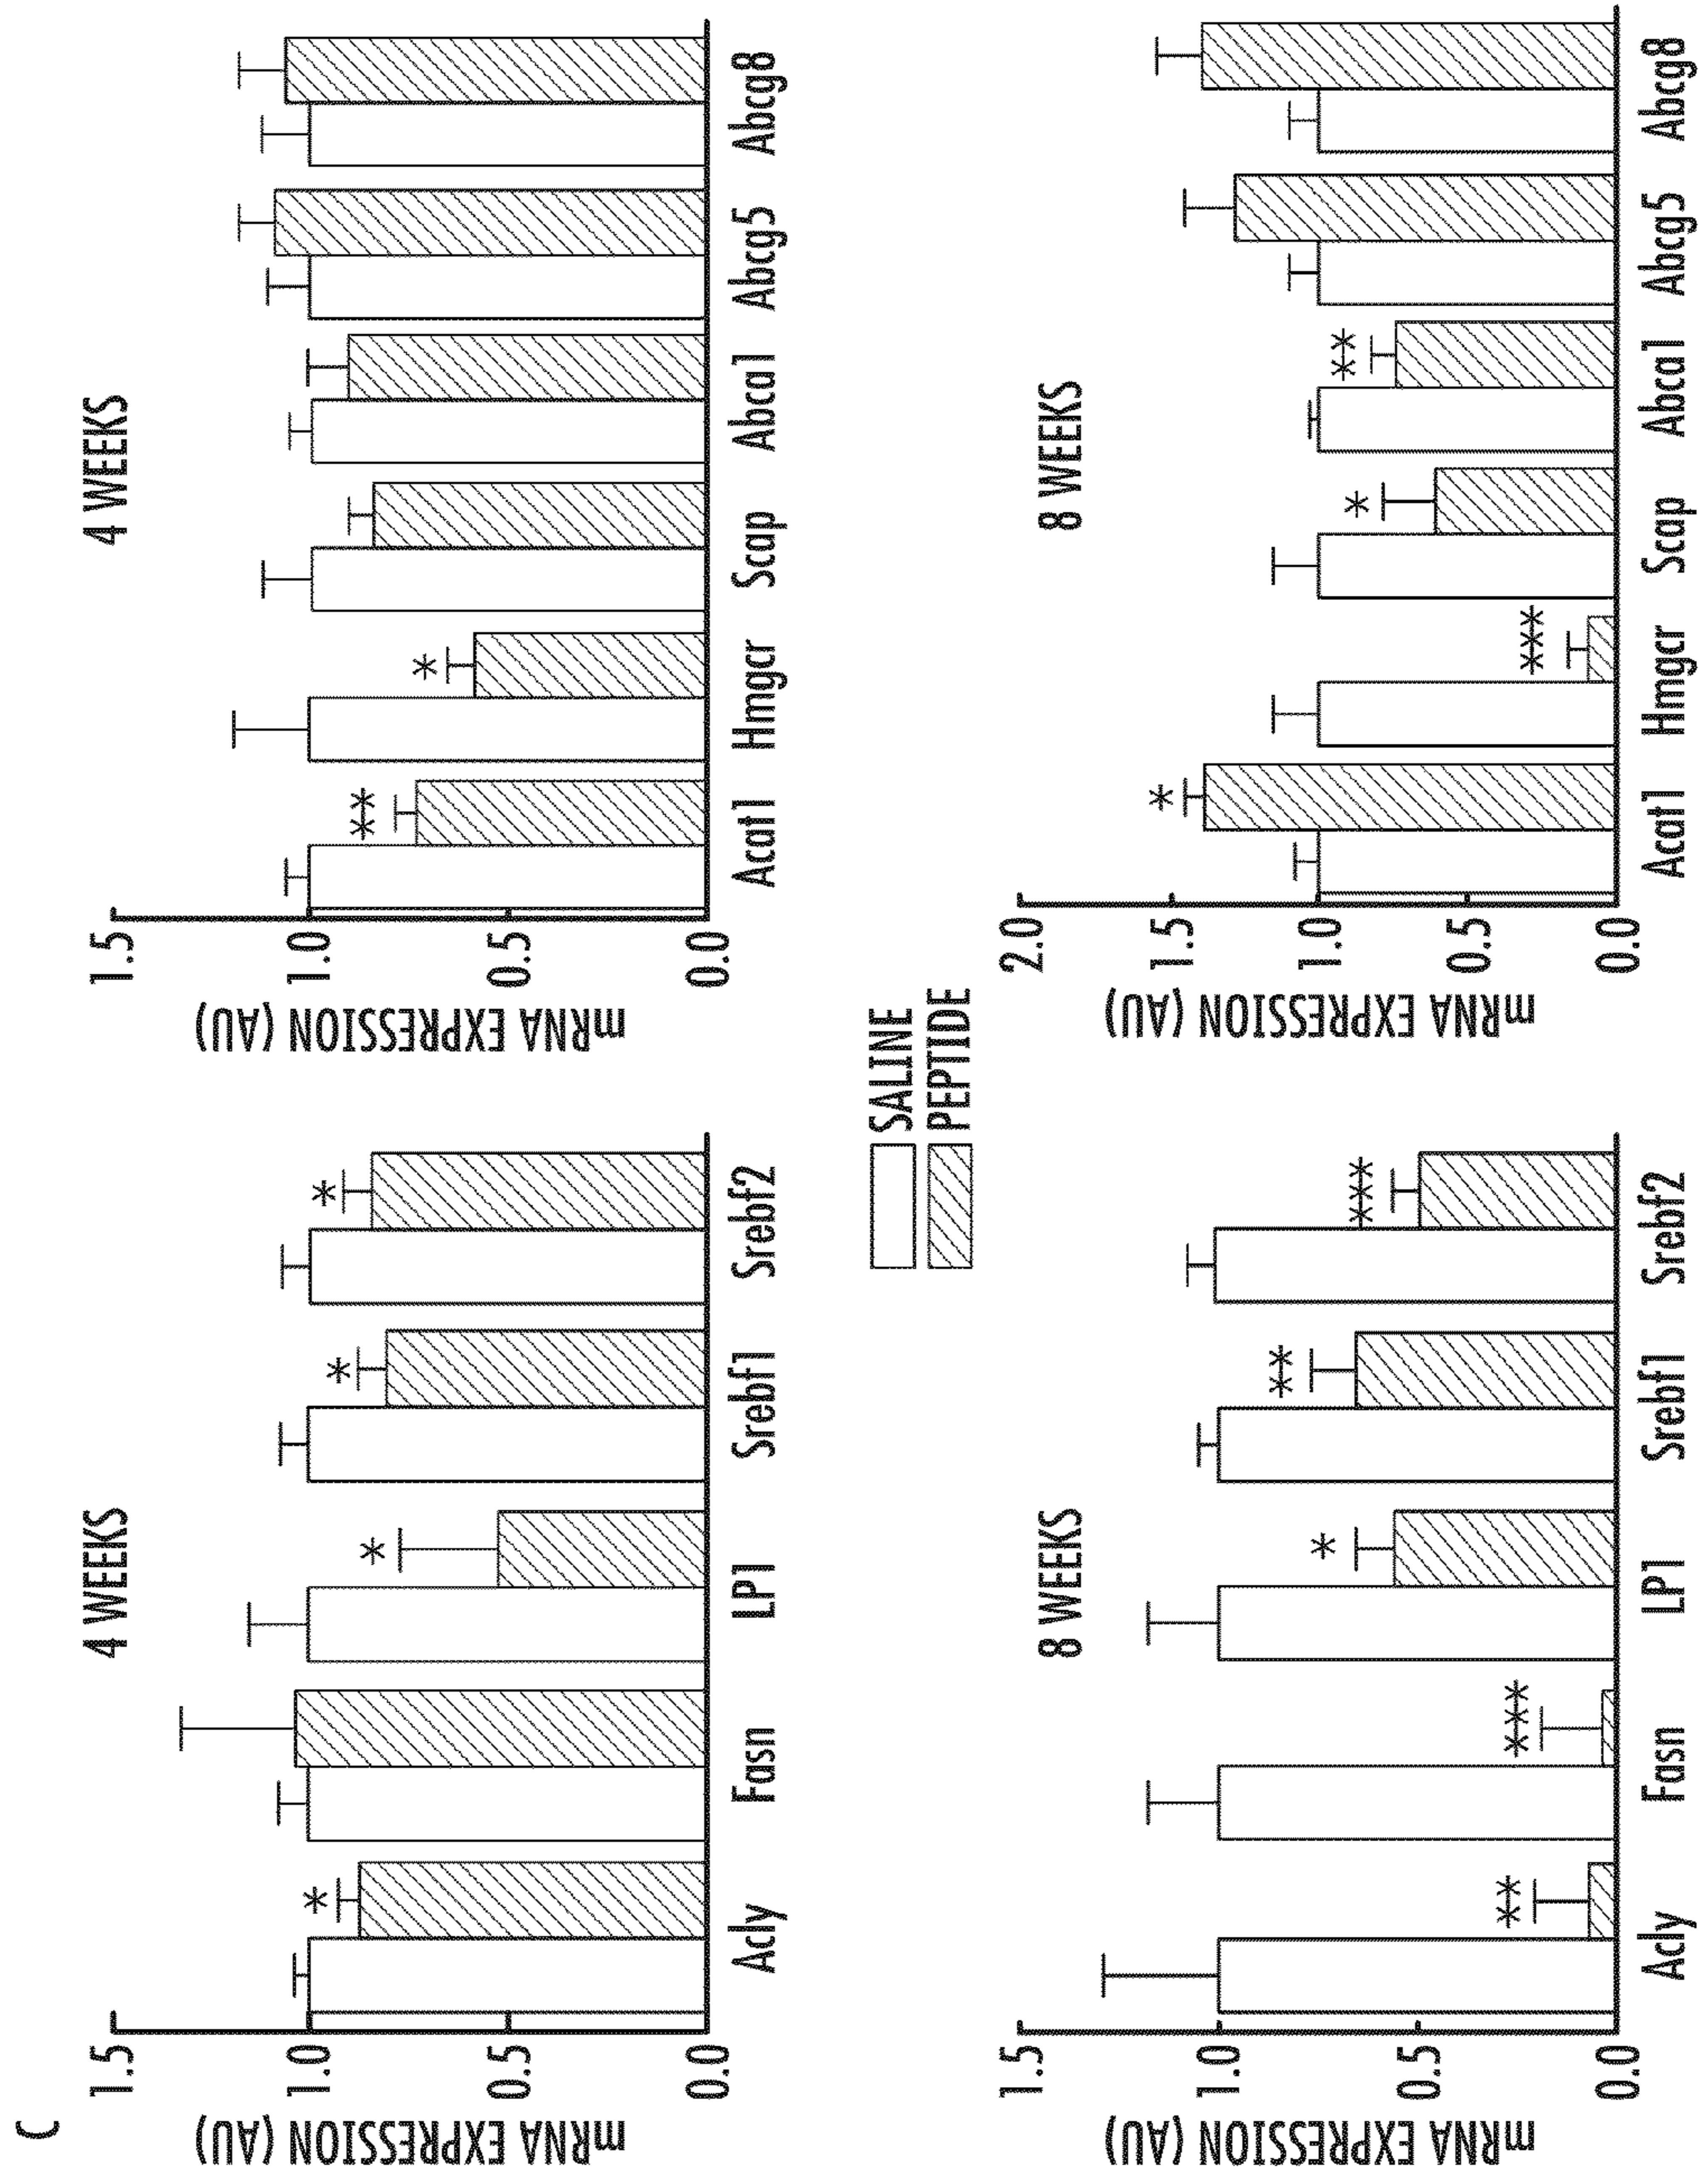 C
4 WEEKS
mRNA EXPRESSION (AU)
1.5
1.0
0.5
0.0
*
*
*
*
Acly
Fasn
LP1
Srebf1
Srebf2
4 WEEKS
mRNA EXPRESSION (AU)
1.5
1.0
0.5
0.0
**
*
Acat1
Hmgcr
Scap
Abca1
Abcg5
Abcg8
SALINE
PEPTIDE
8 WEEKS
mRNA EXPRESSION (AU)
1.5
1.0
0.5
0.0
**
***
*
**
***
Acly
Fasn
LP1
Srebf1
Srebf2
8 WEEKS
mRNA EXPRESSION (AU)
2.0
1.5
1.0
0.5
0.0
*
***
*
**
Acat1
Hmgcr
Scap
Abca1
Abcg5
Abcg8